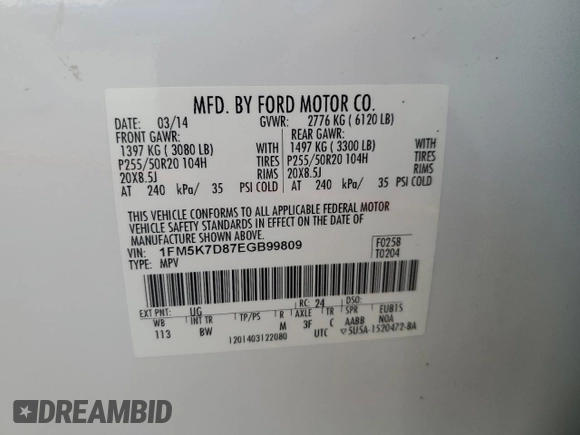 MFD. BY FORD MOTOR CO.
DATE: 03/14 GVWR: 2776 KG ( 6120 LB)
FRONT GAWR: REAR GAWR:
1397 KG ( 3080 LB) 1497 KG ( 3300 LB)
P255/50R20 104H TIRES P255/50R20 104H TIRES
20X8.5J RIMS 20X8.5J RIMS
AT 240 kPa/ 35 PSI COLD AT 240 kPa/ 35 PSI COLD
THIS VEHICLE CONFORMS TO ALL APPLICABLE FEDERAL MOTOR
VEHICLE SAFETY STANDARDS IN EFFECT ON THE DATE OF
MANUFACTURE SHOWN ABOVE.
VIN: 1FM5K7D87EGB99809 F0258
TYPE: MPV T0204
EXT PNT: UG RC: 24 DSO:
WB INT TR TP/PS R AXLE TR SPR EUB1S
113 BW M 3F C AABB NOA
1201403122080 UTC ▽5U5A-1520472-BA
DREAMBID